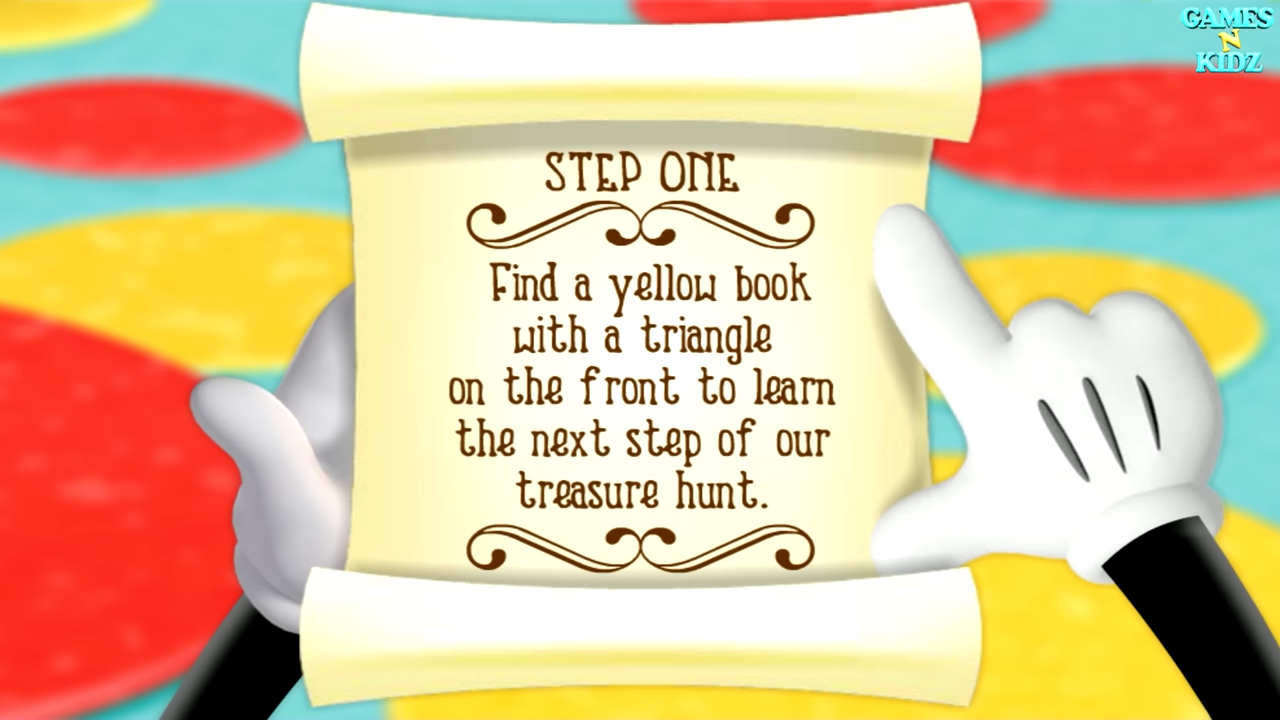 GAMES
N
KIDZ
STEP ONE
Find a yellow book
with a triangle
on the front to learn
the next step of our
treasure hunt.